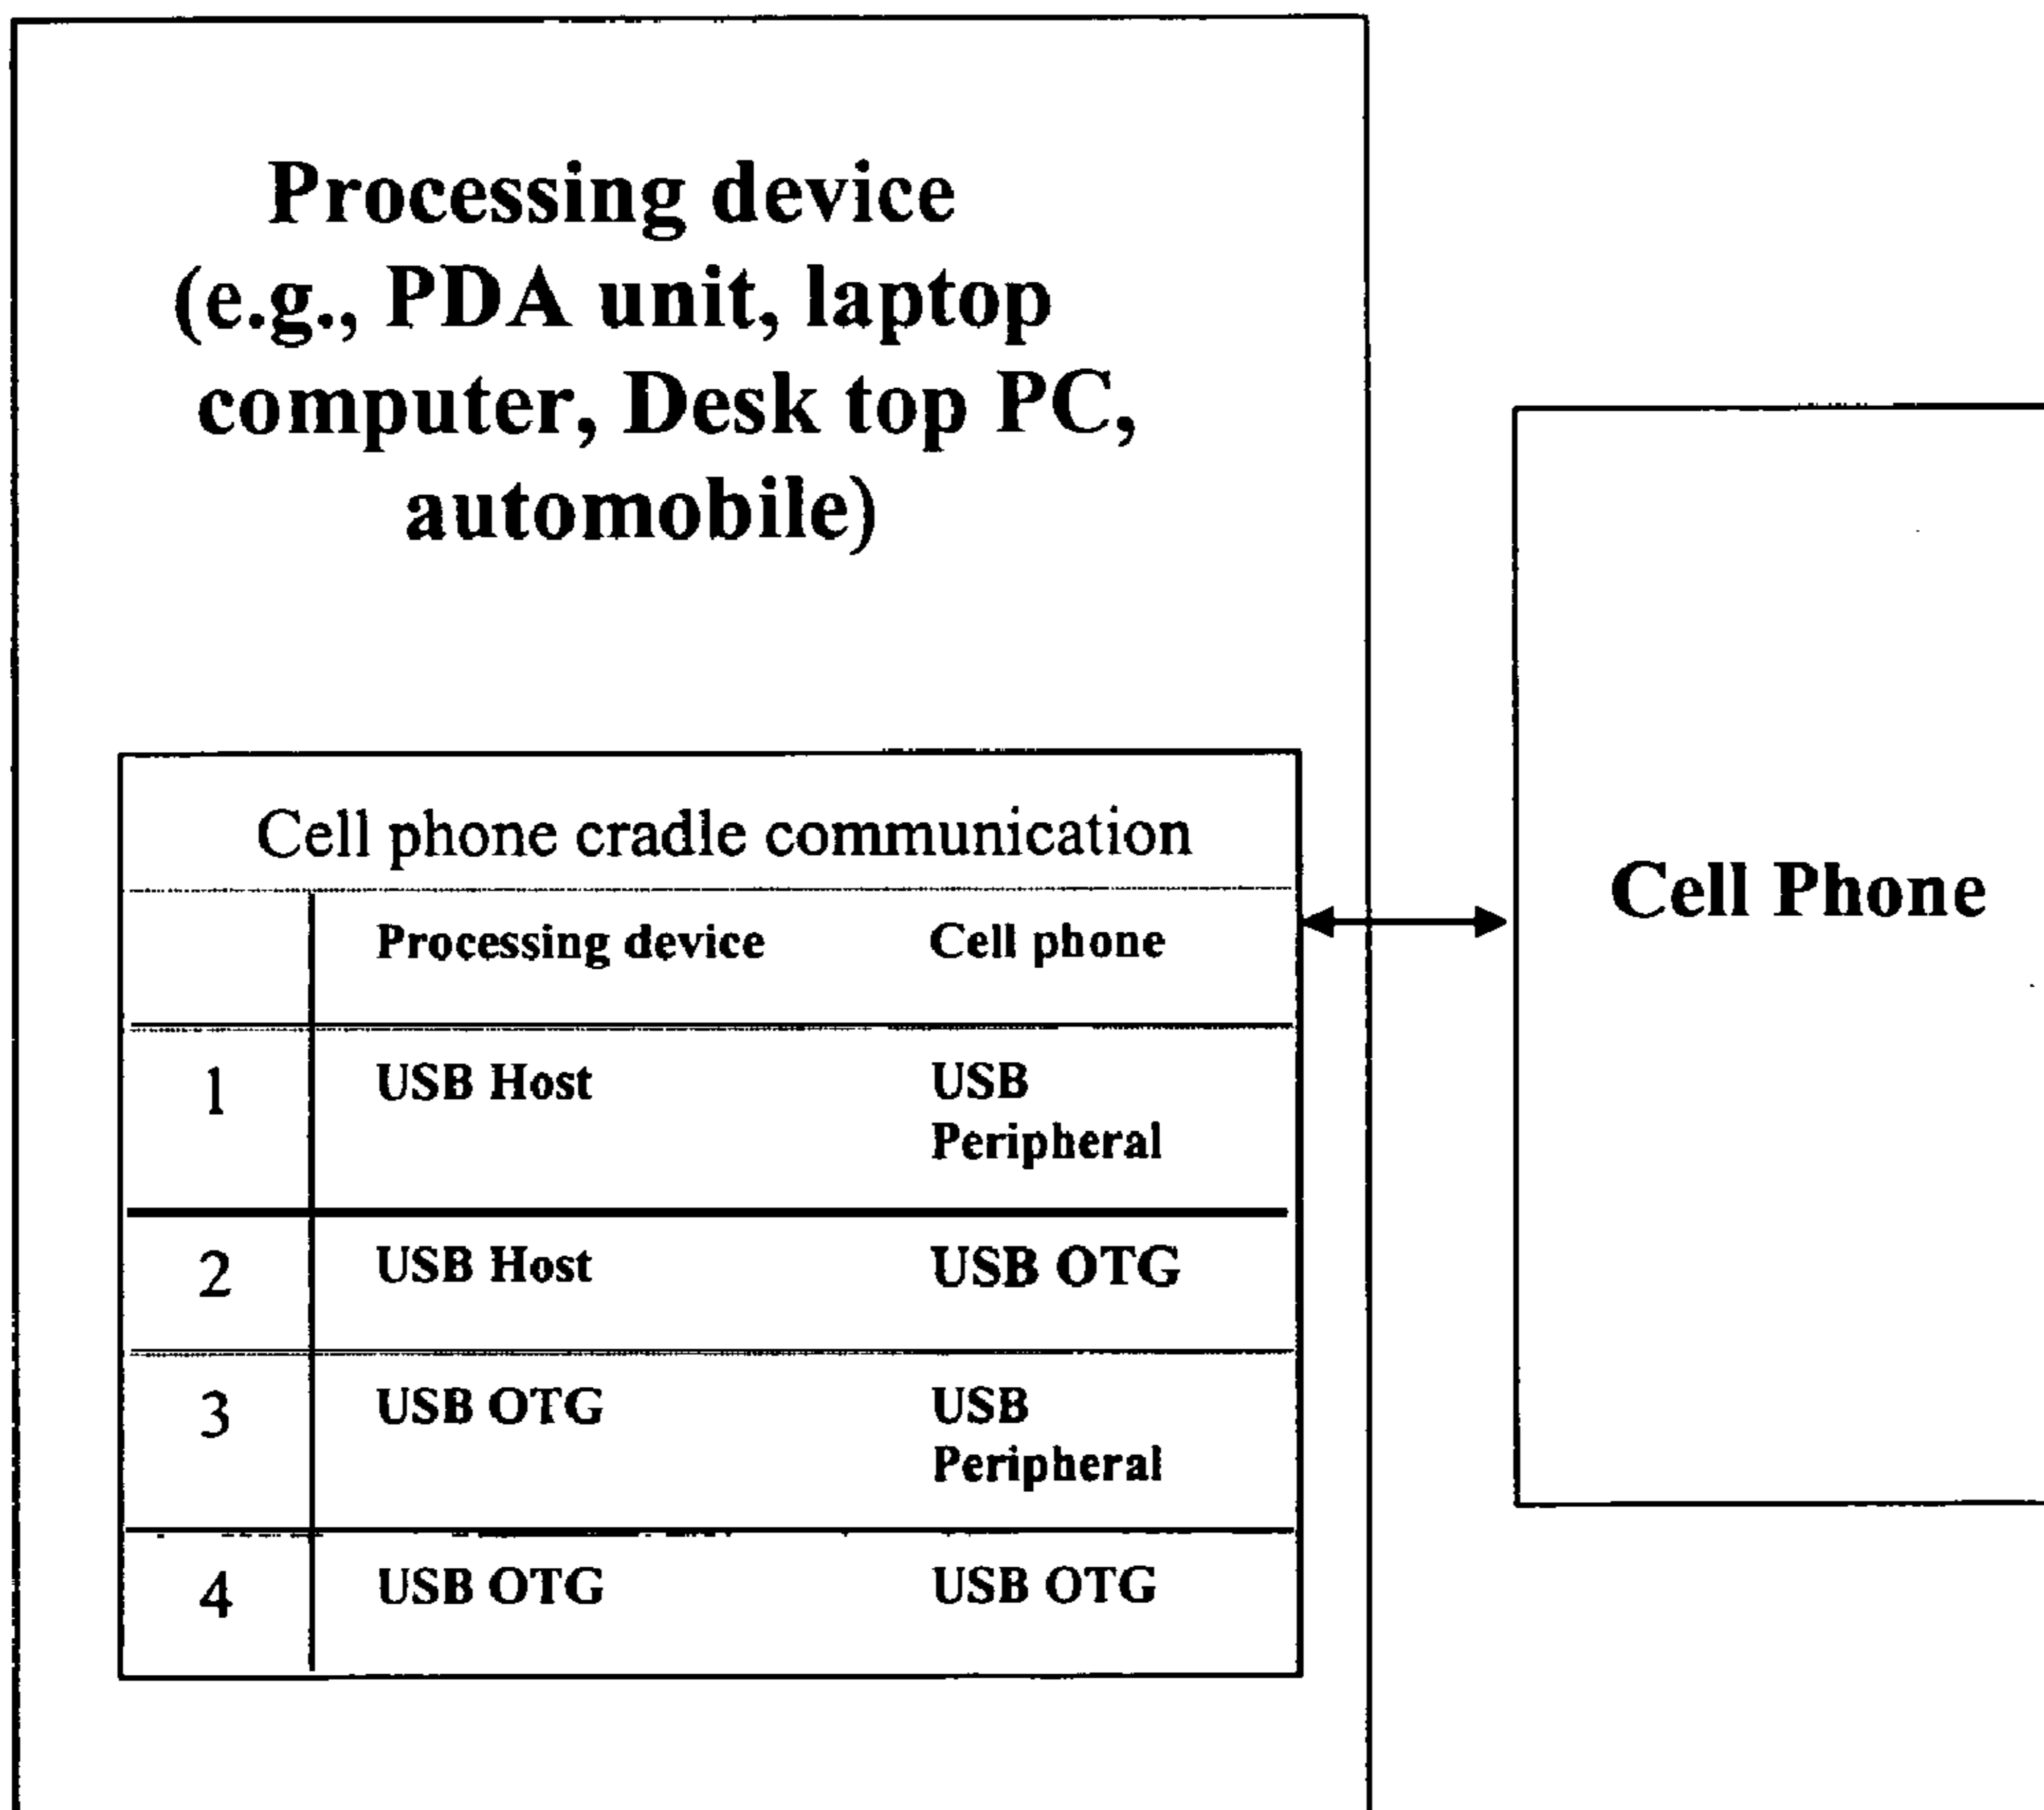 Processing device
(e.g., PDA unit, laptop
computer, Desk top PC,
automobile)
Cell phone cradle communication
Processing device Cell phone
1 USB Host USB
Peripheral
2 USB Host USB OTG
3 USB OTG USB
Peripheral
4 USB OTG USB OTG
Cell Phone